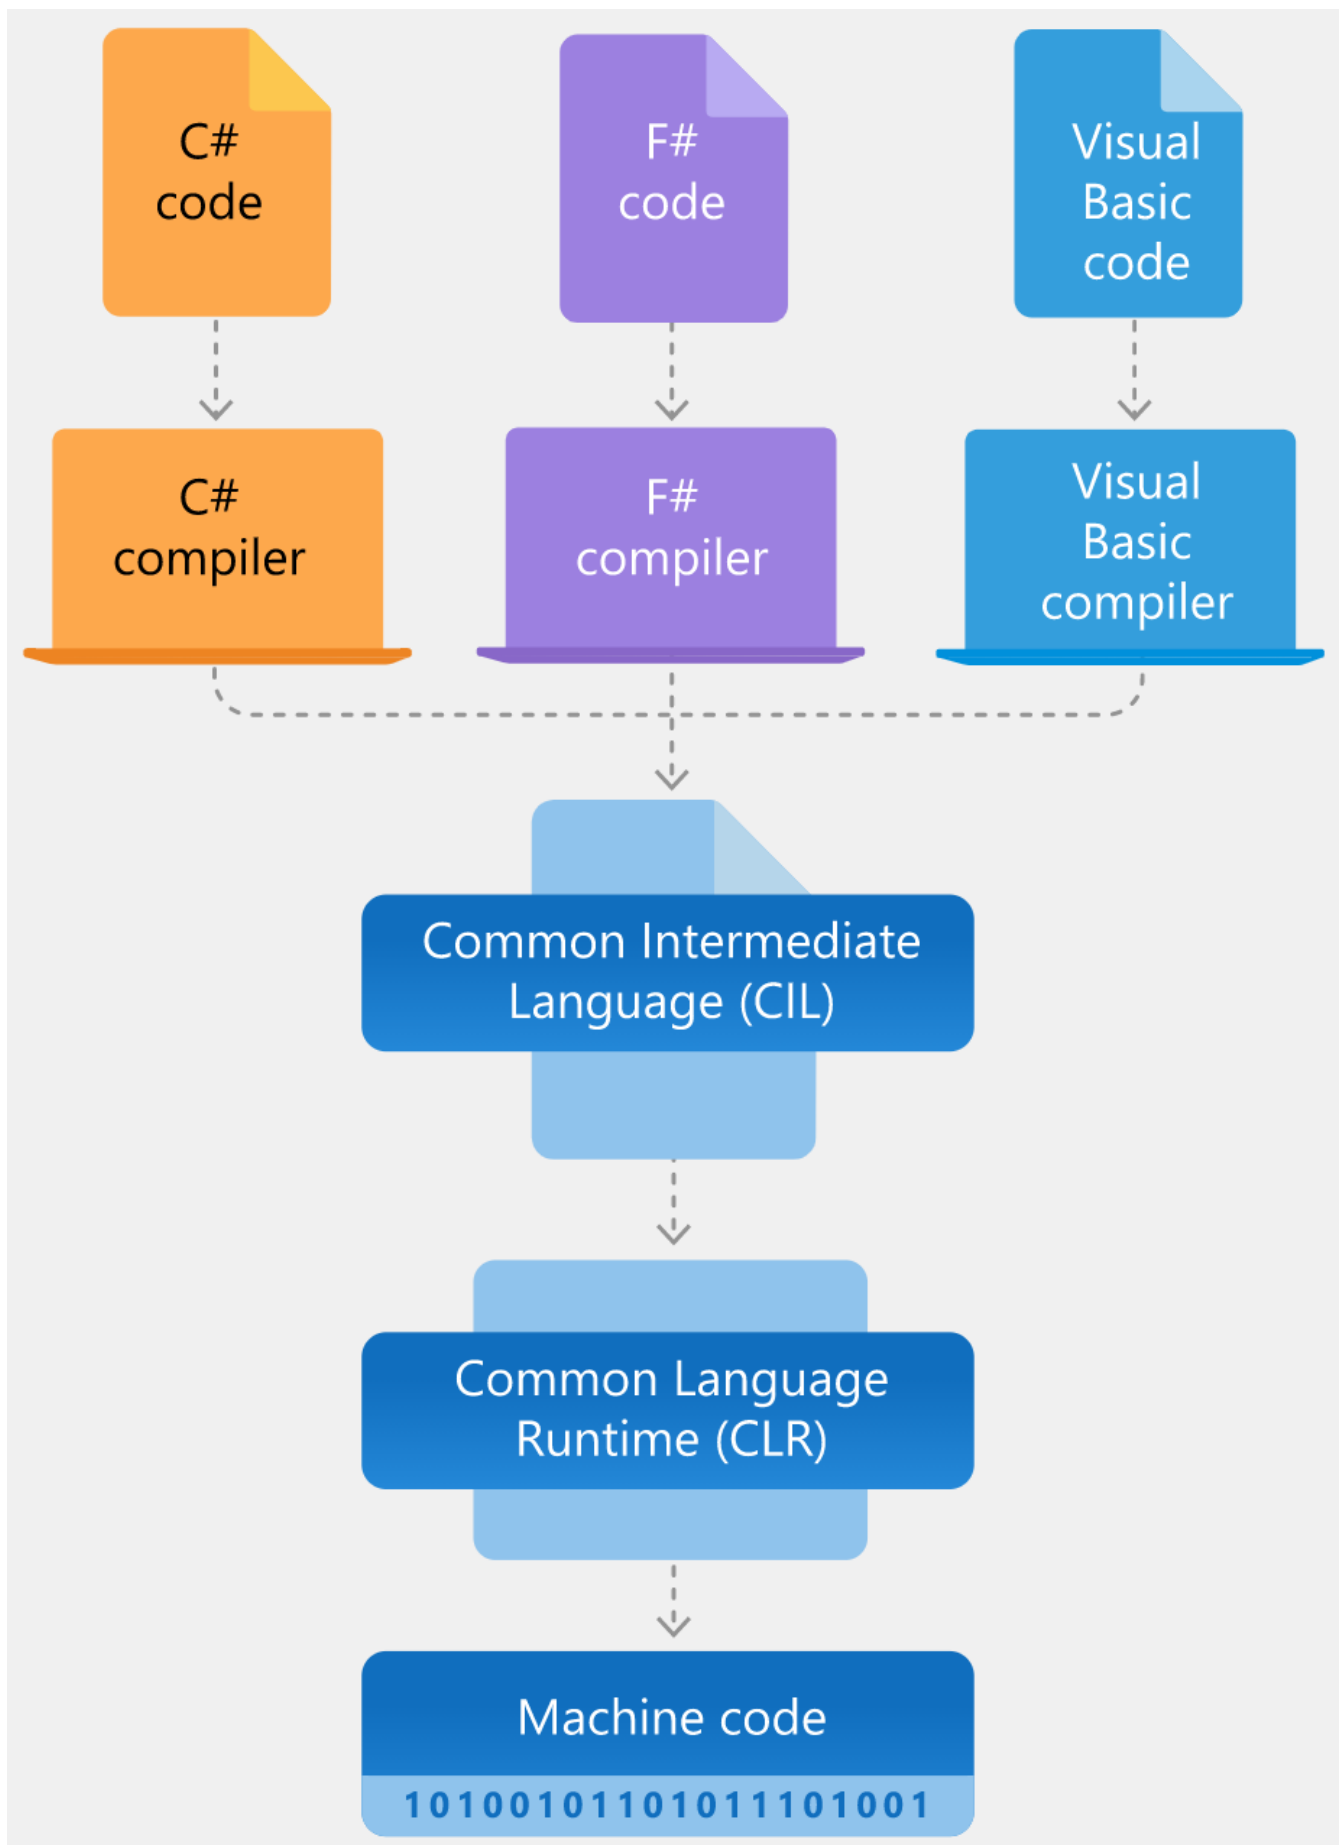 C#
code
F#
code
Visual
Basic
code
C#
compiler
F#
compiler
Visual
Basic
compiler
Common Intermediate
Language (CIL)
Common Language
Runtime (CLR)
Machine code
10100101101011101001